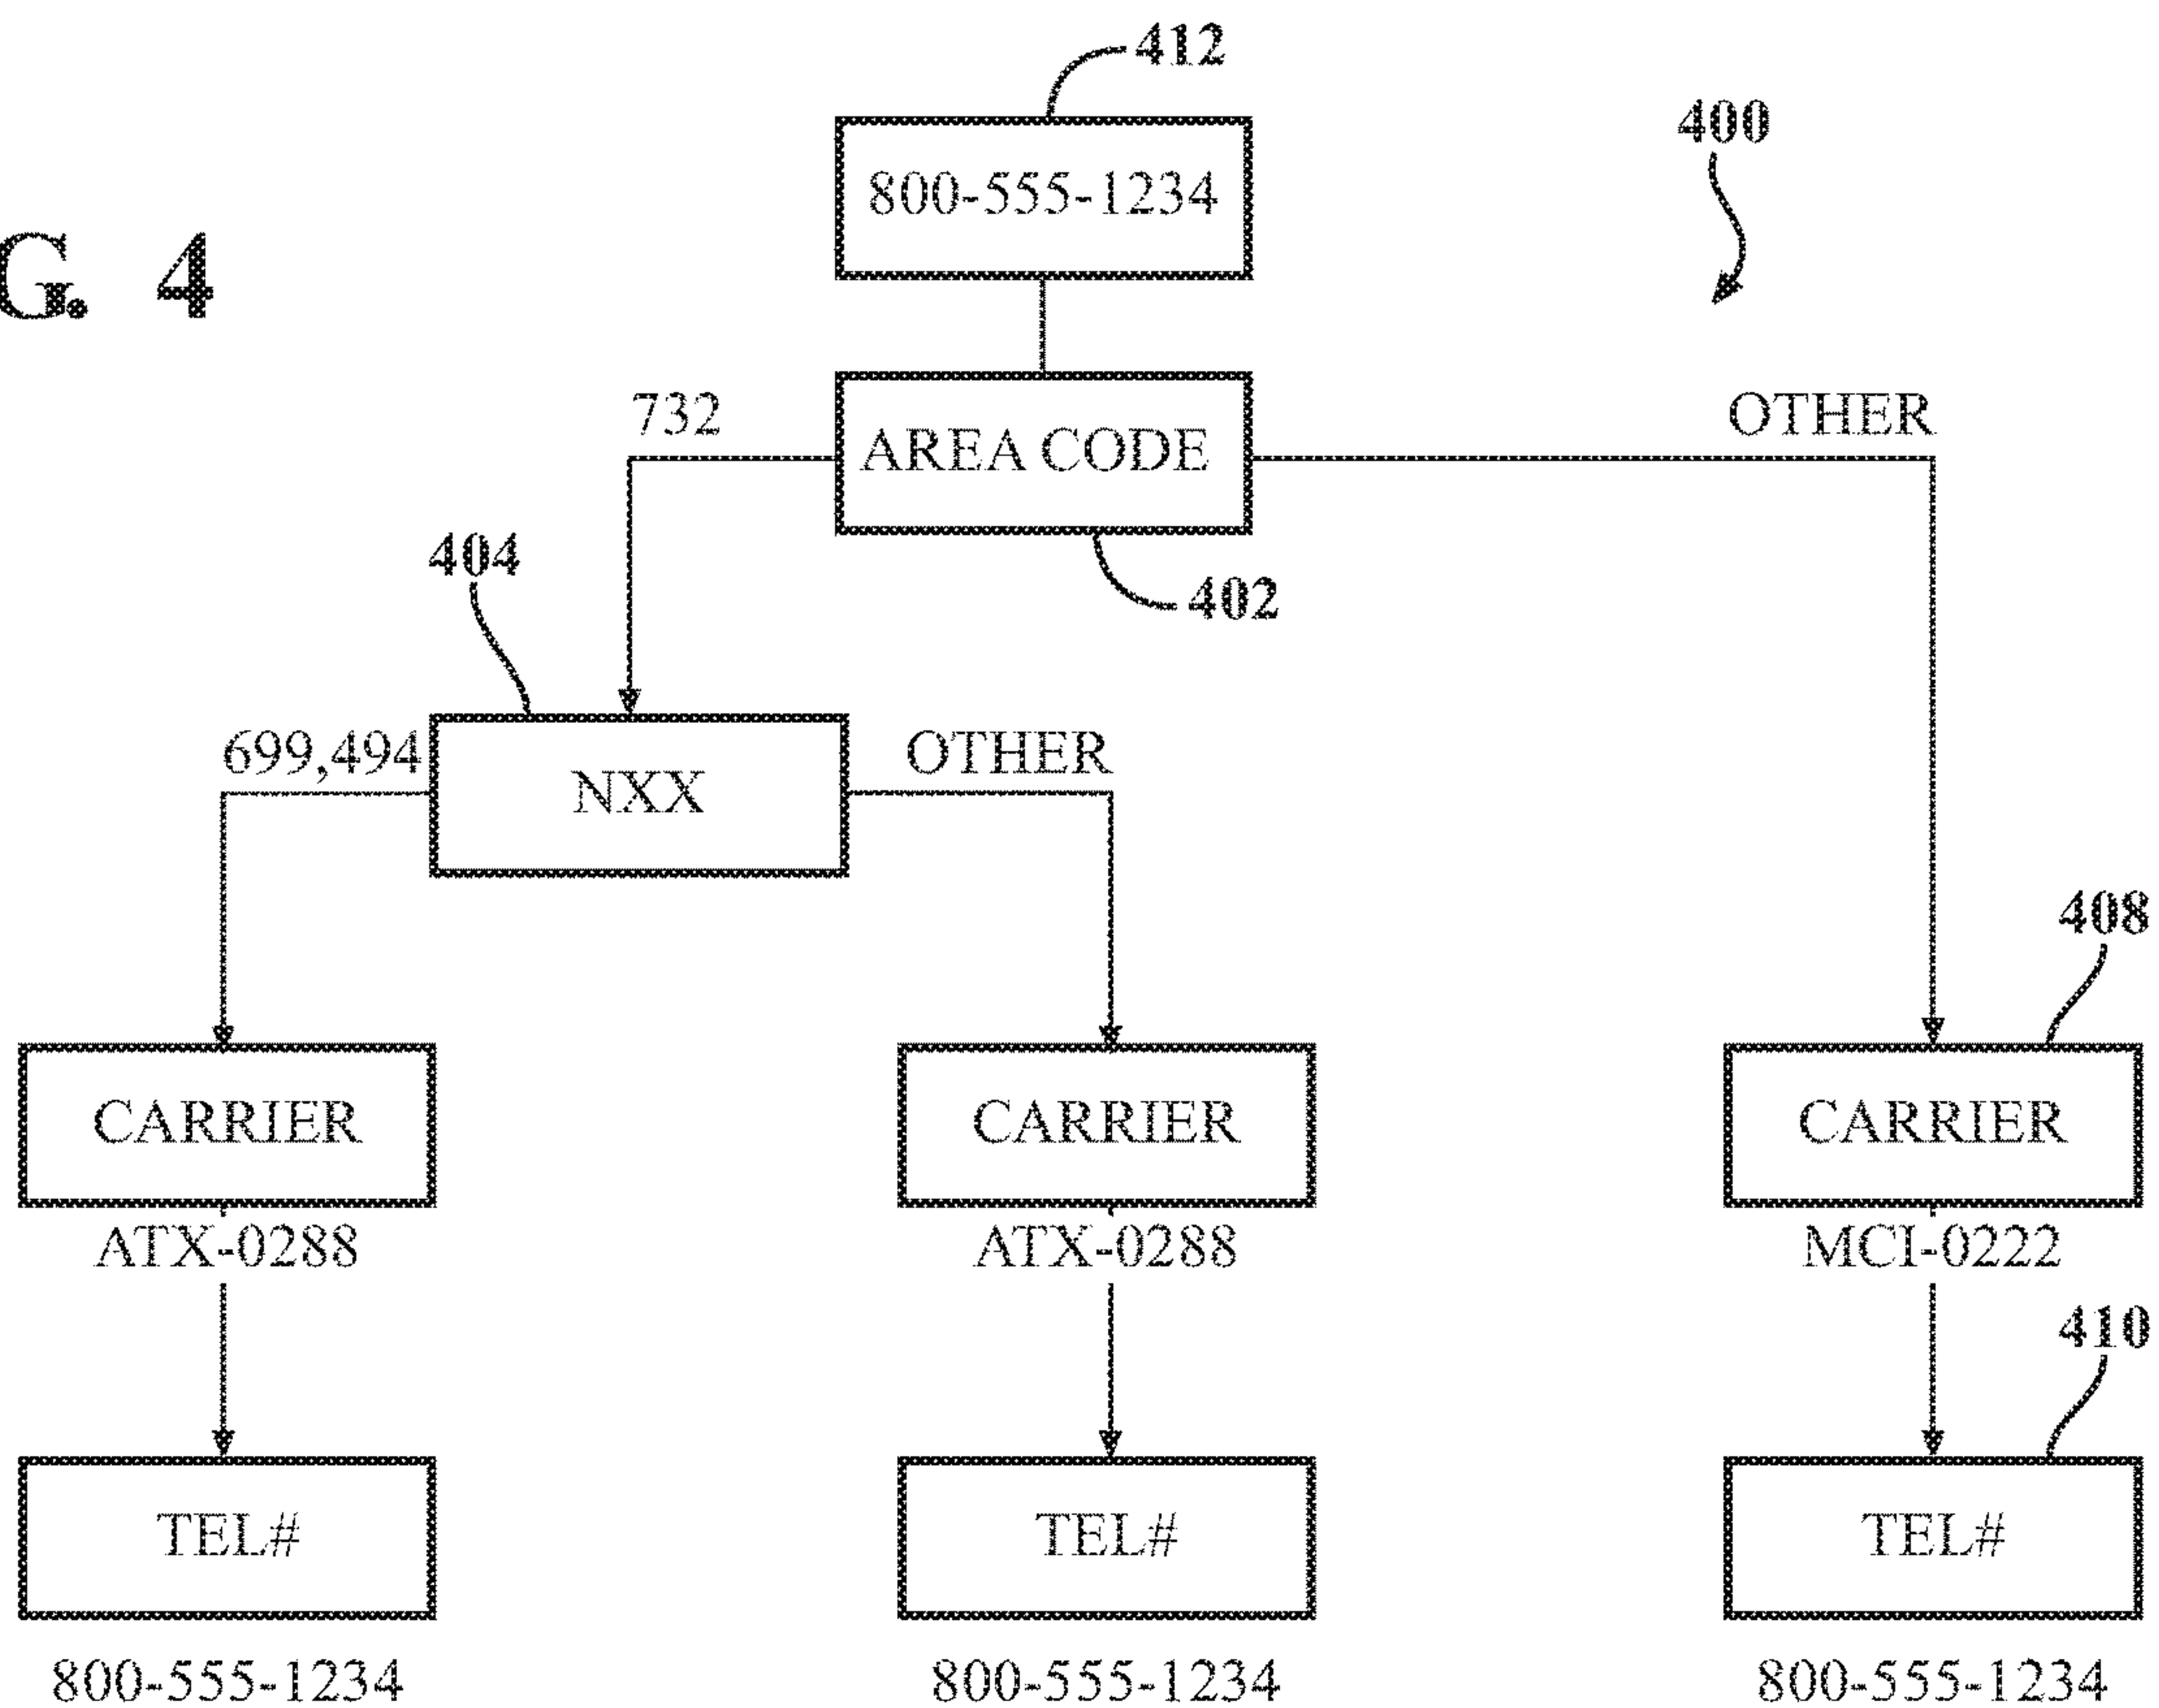 412
400
800-555-1234
G. 4
732
OTHER
AREA CODE
404
402
699,494
OTHER
NXX
408
CARRIER
CARRIER
CARRIER
ATX-0288
ATX-0288
MCI-0222
410
TEL#
TEL#
TEL#
800-555-1234
800-555-1234
800-555-1234